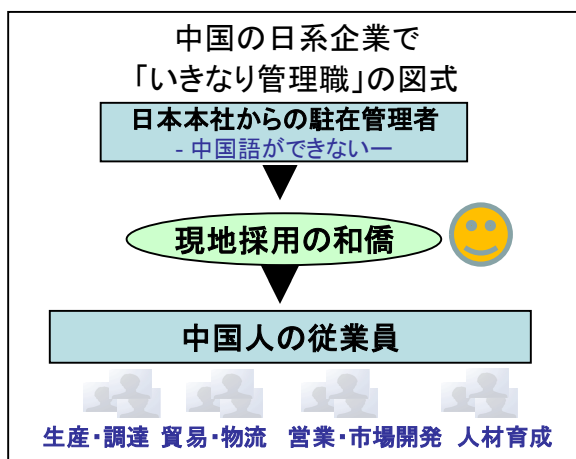 中国の日系企業で
「いきなり管理職」の図式
日本本社からの駐在管理者
- 中国語ができないー
現地採用の和僑
中国人の従業員
生産・調達 貿易・物流 営業・市場開発 人材育成